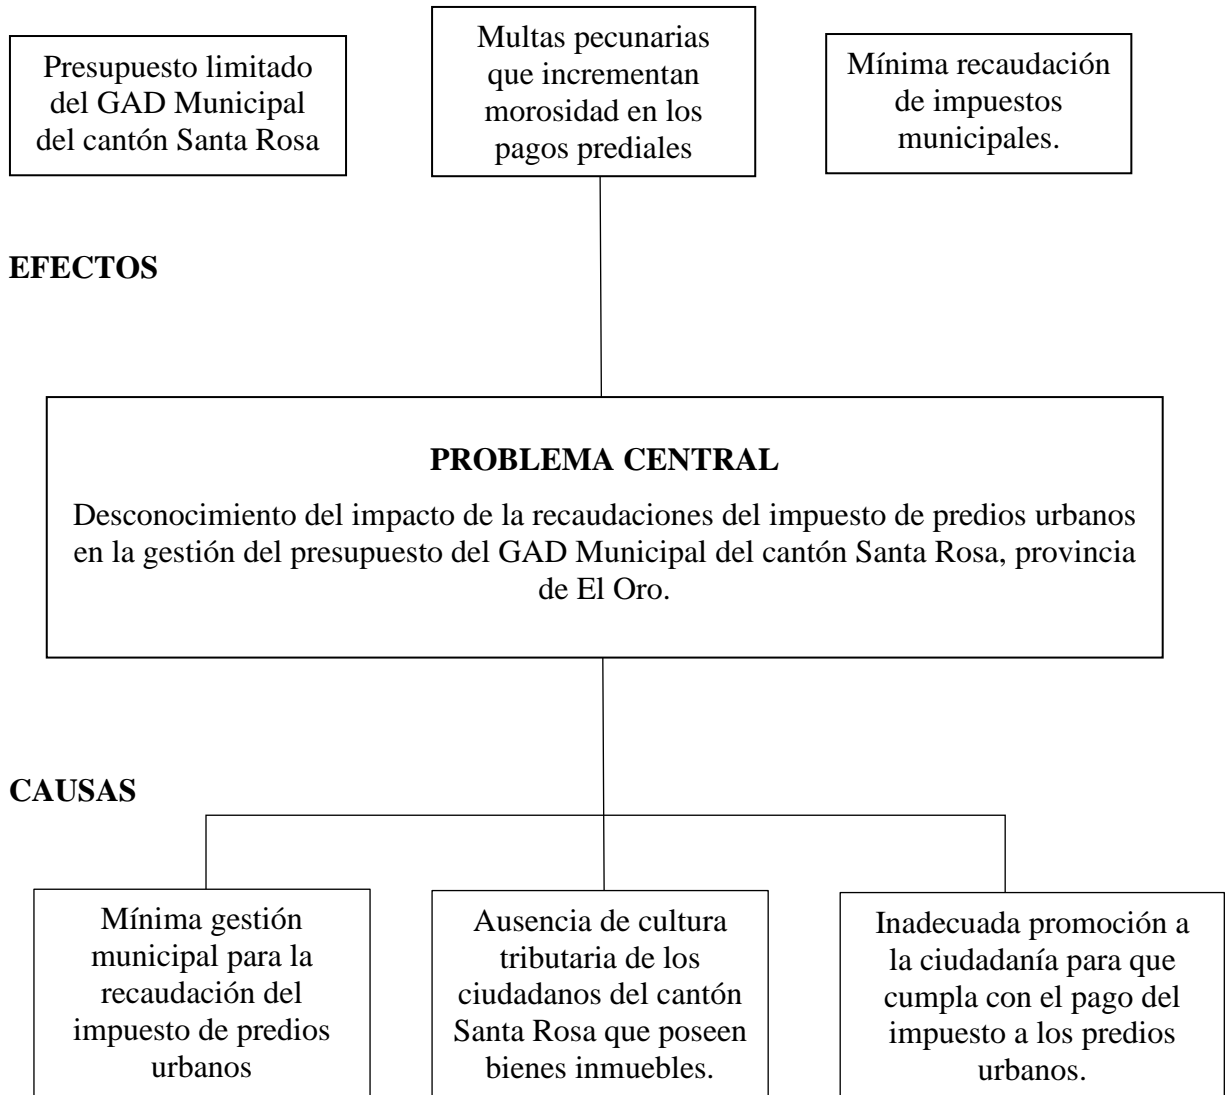 Presupuesto limitado
del GAD Municipal
del cantón Santa Rosa
Multas pecunarias
que incrementan
morosidad en los
pagos prediales
Mínima recaudación
de impuestos
municipales.
EFECTOS
PROBLEMA CENTRAL
Desconocimiento del impacto de la recaudaciones del impuesto de predios urbanos
en la gestión del presupuesto del GAD Municipal del cantón Santa Rosa, provincia
de El Oro.
CAUSAS
Mínima gestión
municipal para la
recaudación del
impuesto de predios
urbanos
Ausencia de cultura
tributaria de los
ciudadanos del cantón
Santa Rosa que poseen
bienes inmuebles.
Inadecuada promoción a
la ciudadanía para que
cumpla con el pago del
impuesto a los predios
urbanos.